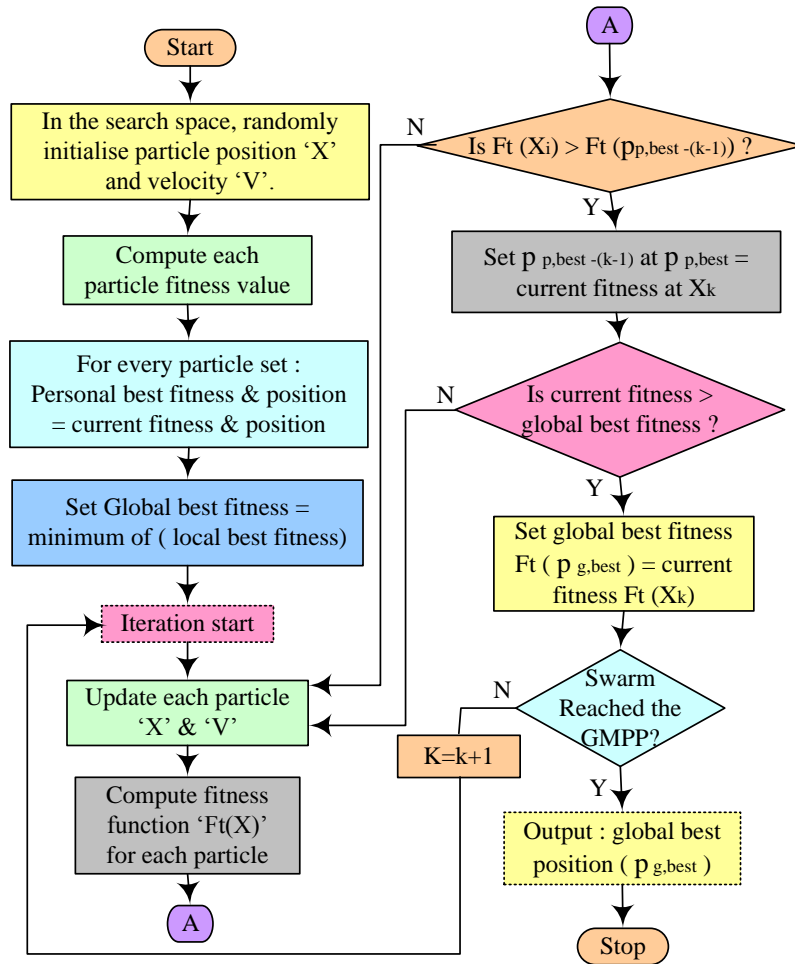 Start
In the search space, randomly
initialise particle position ‘X’
and velocity ‘V’.
Compute each
particle fitness value
For every particle set :
Personal best fitness & position
= current fitness & position
Set Global best fitness =
minimum of ( local best fitness)
Iteration start
Update each particle
‘X’ & ‘V’
Compute fitness
function ‘Ft(X)’
for each particle
A
A
N
Is Ft (Xi) > Ft (pp,best -(k-1)) ?
Y
Set p p,best -(k-1) at p p,best =
current fitness at Xk
N
Is current fitness >
global best fitness ?
Y
Set global best fitness
Ft ( p g,best ) = current
fitness Ft (Xk)
N
Swarm
Reached the
GMPP?
K=k+1
Y
Output : global best
position ( p g,best )
Stop